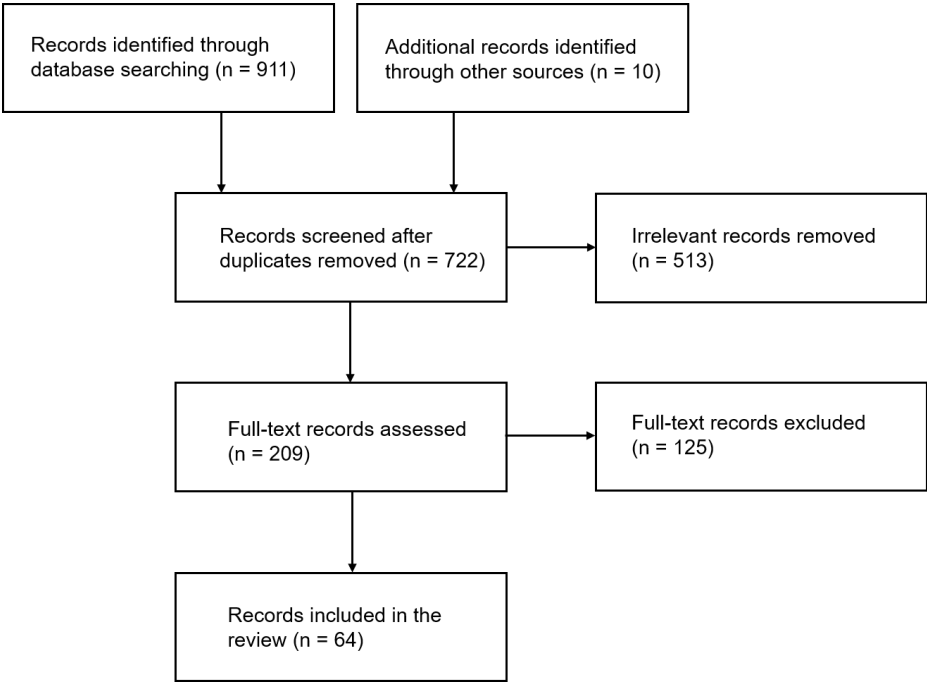 Records identified through
database searching (n = 911)
Additional records identified
through other sources (n = 10)
Records screened after
duplicates removed (n = 722)
Irrelevant records removed
(n = 513)
Full-text records assessed
(n = 209)
Full-text records excluded
(n = 125)
Records included in the
review (n = 64)